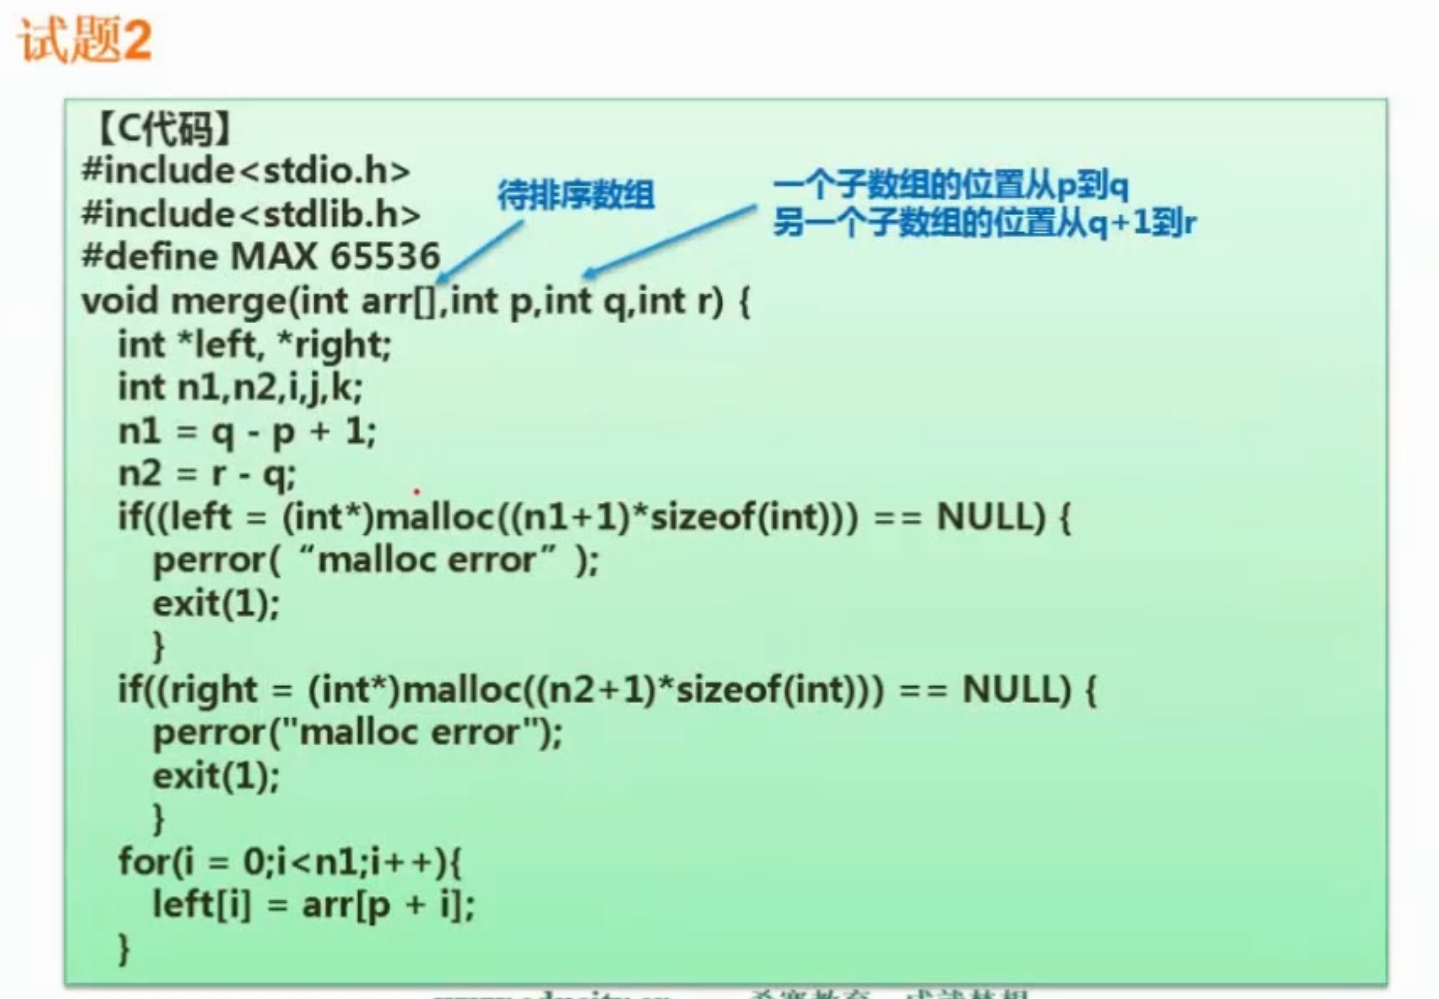 试题2
【C代码】
#include<stdio.h>
#include<stdlib.h>
待排序数组
一个子数组的位置从p到q
另一个子数组的位置从q+1到r
#define MAX 65536
void merge(int arr[],int p,int q,int r) {
int *left, *right;
int n1,n2,i,j,k;
n1 = q - p + 1;
n2 = r - q;
if((left = (int*)malloc((n1+1)*sizeof(int))) == NULL) {
perror( “malloc error” );
exit(1);
}
if((right = (int*)malloc((n2+1)*sizeof(int))) == NULL) {
perror("malloc error");
exit(1);
}
for(i = 0;i<n1;i++){
left[i] = arr[p + i];
}